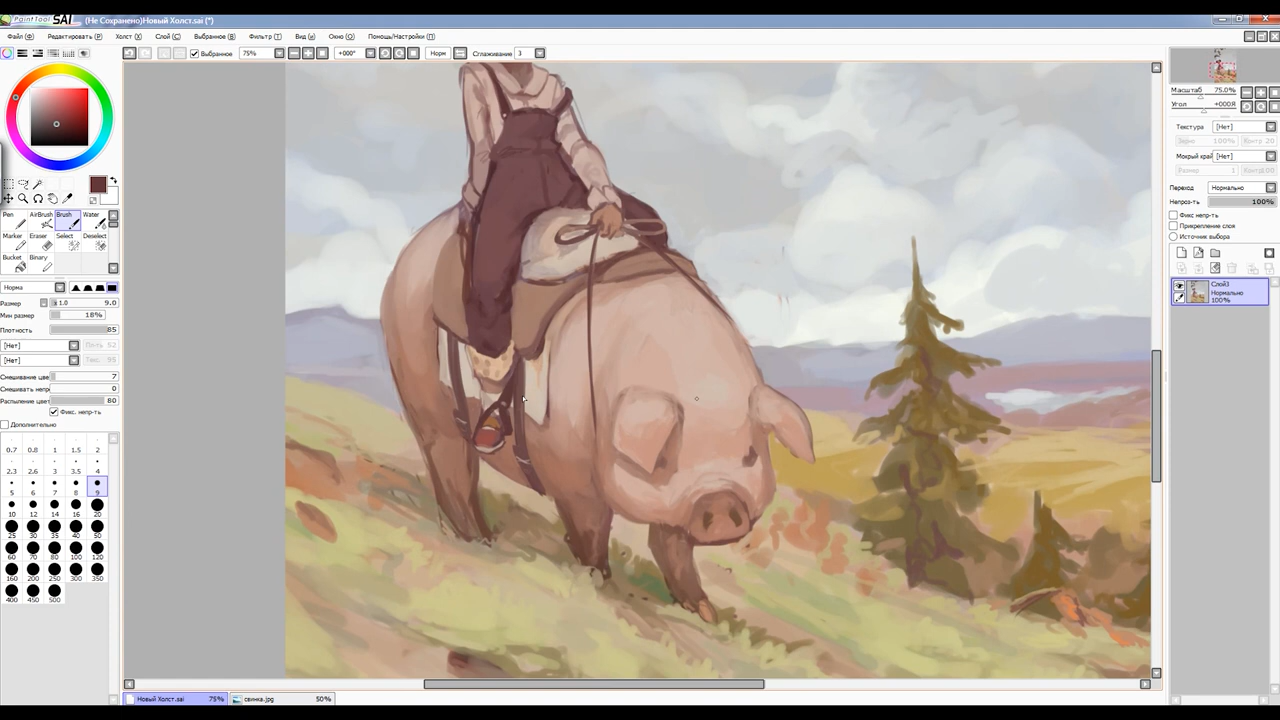 PaintTool SAI (Не Сохранено)Новый Холст.sai (*)
Файл (F) Редактировать (P) Холст (X) Слой (C) Выбранное (B) Фильтр (T) Вид (И) Окно (O) Помощь/Настройки (П)
Выбранное 75% +000° Норм Сглаживание 3
Масштаб 75.0%
Угол +000Я
Текстура [Нет]
100% 20
Мокрый край [Нет]
Размер 1 100
Переход Нормально
Непроз-ть 100%
Фикс непр-ть
Прикрепление слоя
Источник выбора
Слой1
Нормально
100%
Pen AirBrush Brush Water
Marker Eraser Select Deselect
Bucket Binary
Норма
Размер x1.0 9.0
Мин размер 18%
Плотность 85
[Нет]
[Нет]
Смешивание цве 7
Смешивать непр 0
Распыление цвет 80
Фикс. непр-ть
Дополнительно
0.7 0.8 1 1.5 2
2.3 2.6 3 3.5 4
5 6 7 8 9
10 12 14 16 20
25 30 35 40 50
60 70 80 100 120
160 200 250 300 350
400 450 500
Новый Холст.sai 75% свинка.jpg 50%